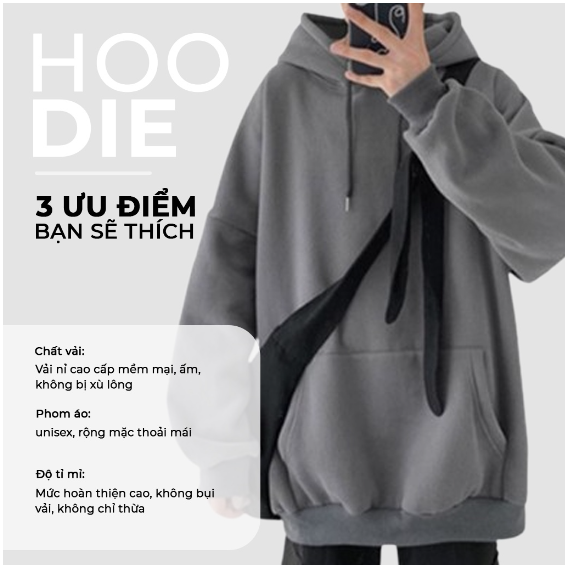 HOO
DIE
3 ƯU ĐIỂM
BẠN SẼ THÍCH
Chất vải:
Vải nỉ cao cấp mềm mại, ấm,
không bị xù lông
Phom áo:
unisex, rộng mặc thoải mái
Độ tỉ mỉ:
Mức hoàn thiện cao, không bụi
vải, không chỉ thừa